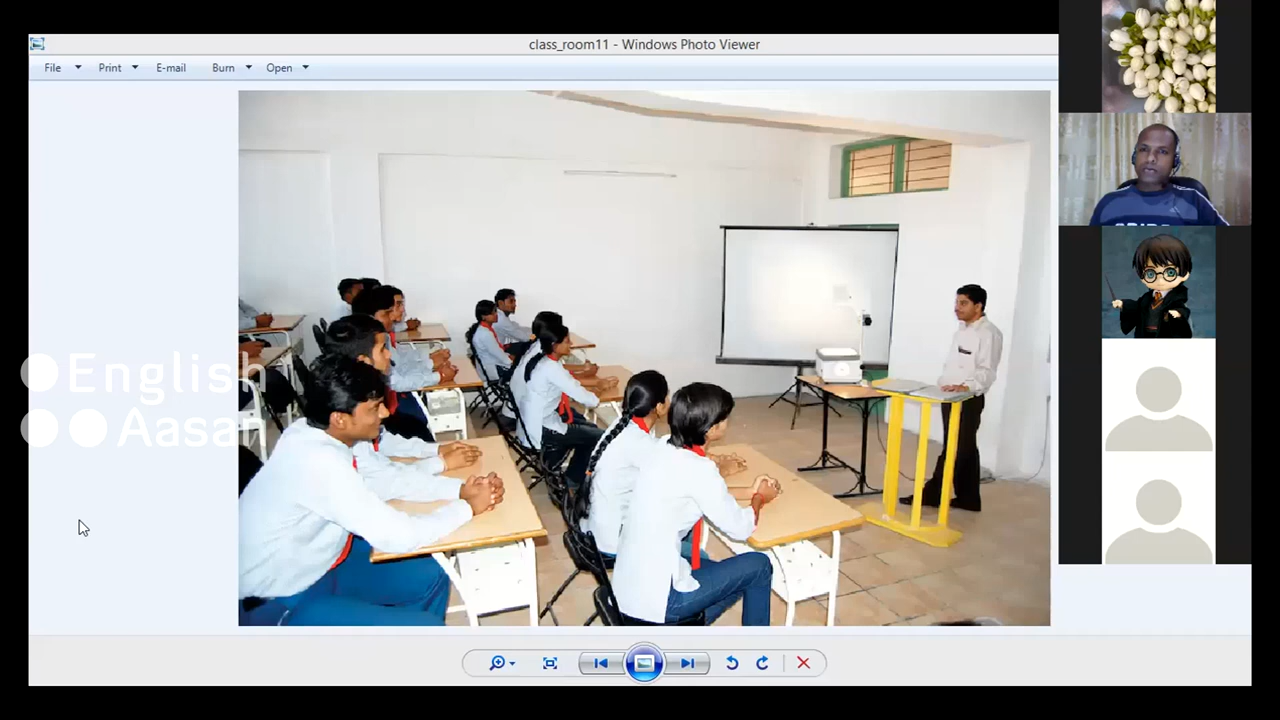 class_room11 - Windows Photo Viewer
File Print E-mail Burn Open
English
Aasan